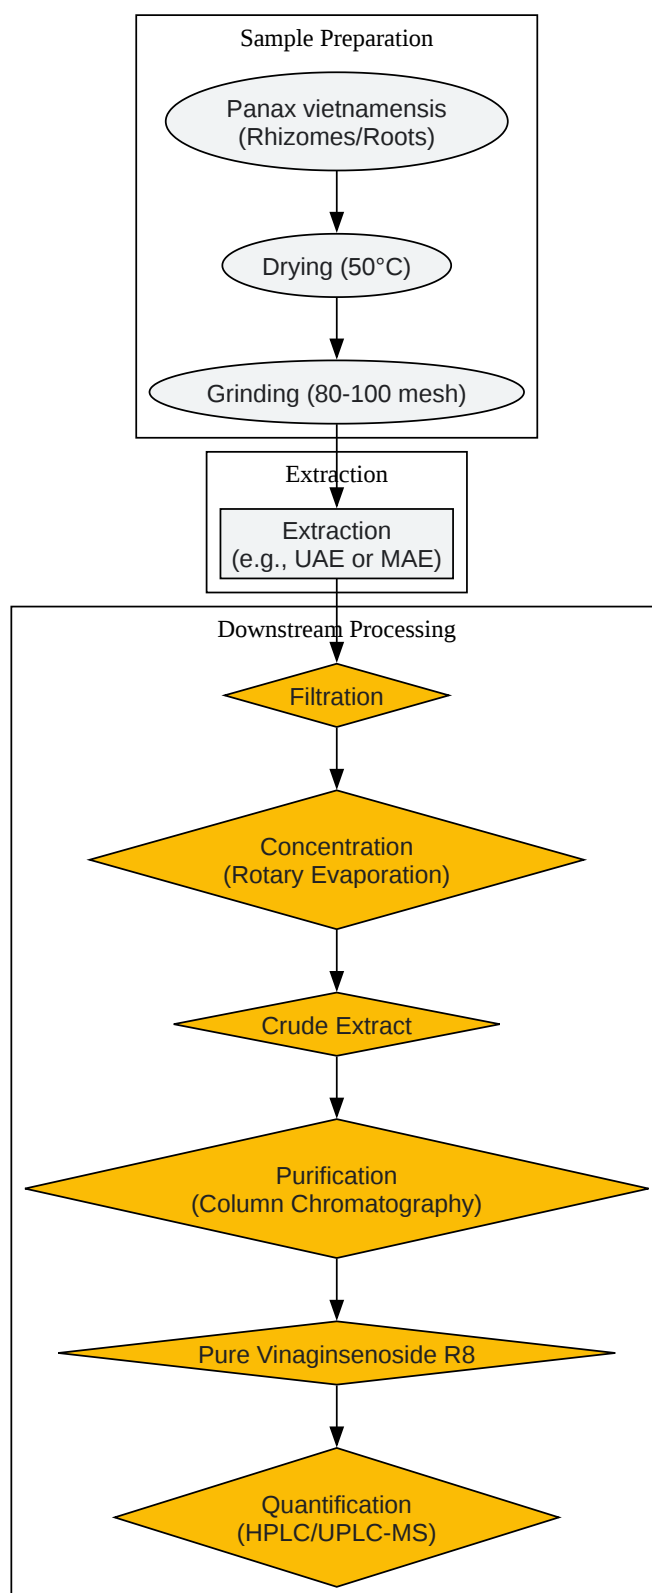 Sample Preparation
Panax vietnamensis
(Rhizomes/Roots)
Drying (50°C)
Grinding (80-100 mesh)
Extraction
Extraction
(e.g., UAE or MAE)
Downstream Processing
Filtration
Concentration
(Rotary Evaporation)
Crude Extract
Purification
(Column Chromatography)
Pure Vinaginsenoside R8
Quantification
(HPLC/UPLC-MS)